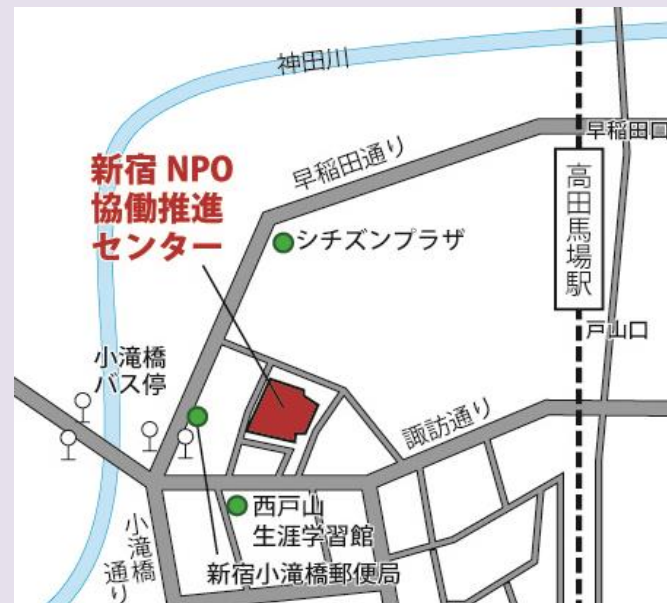 神田川
早稲田口
早稲田通り
新宿 NPO
協働推進
センター
高田馬場駅
シチズンプラザ
戸山口
小滝橋
バス停
諏訪通り
西戸山
生涯学習館
小滝橋
通り
新宿小滝橋郵便局